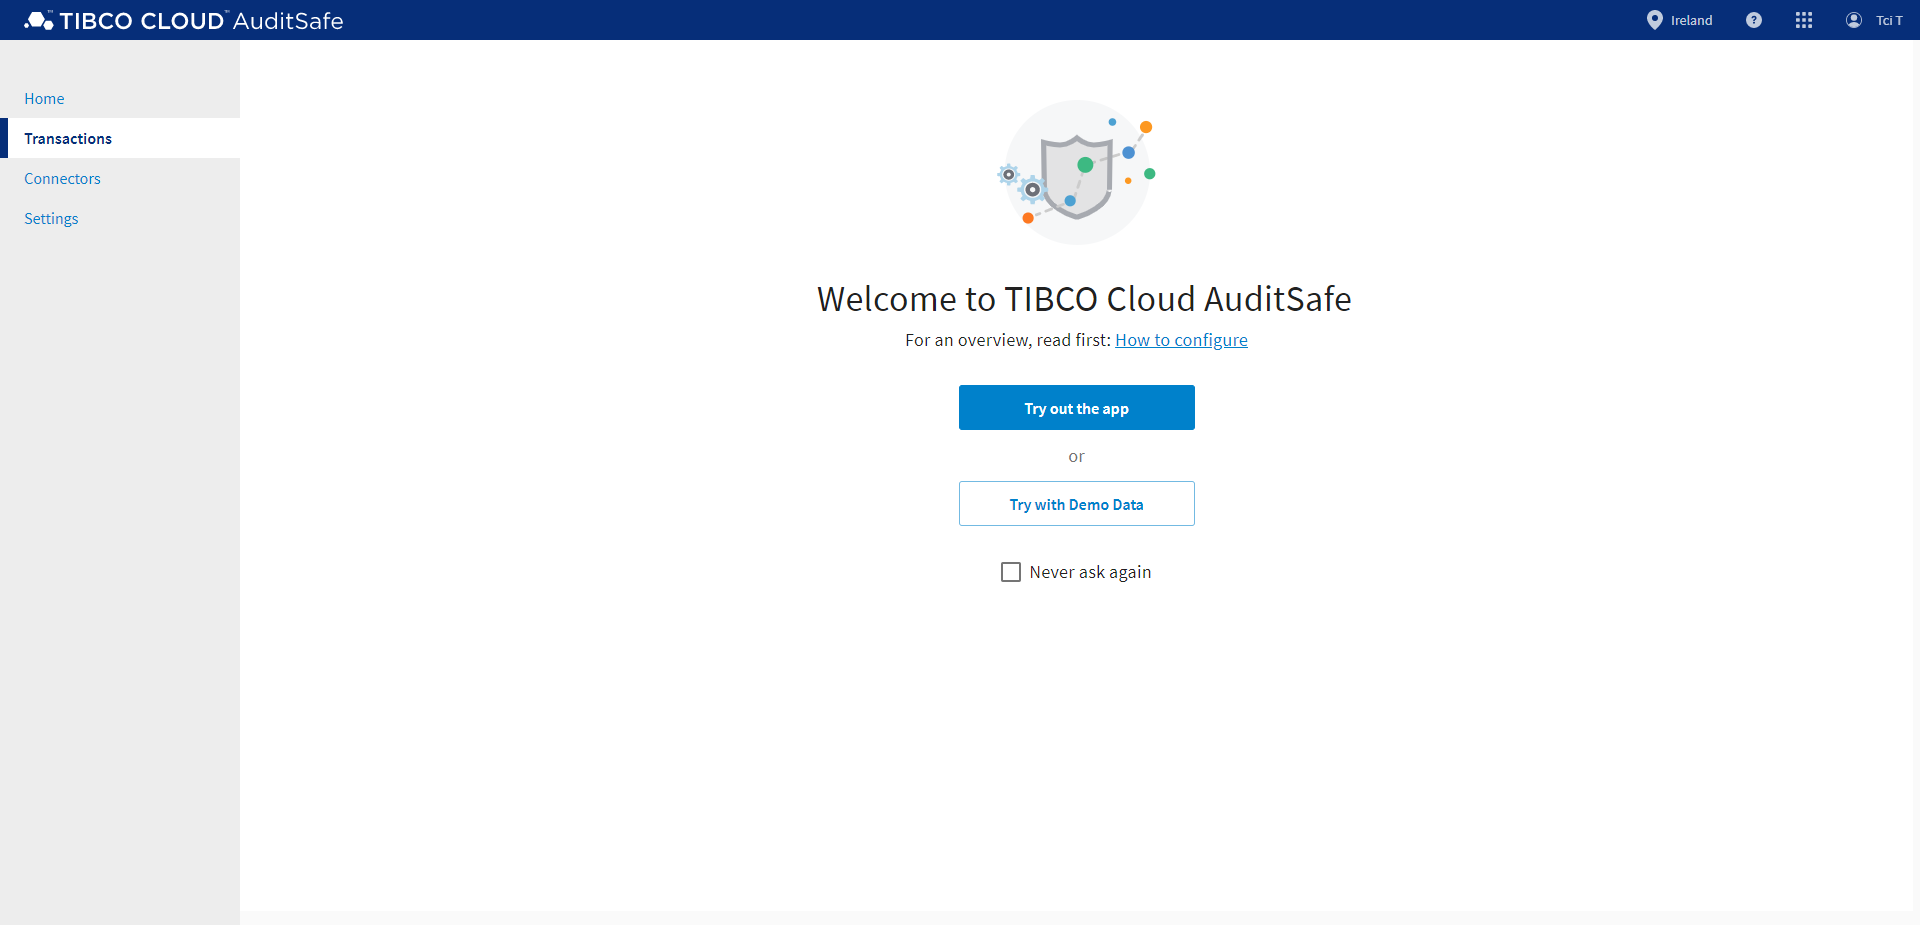 TIBCO CLOUD™ AuditSafe
Ireland
?
Tci T
Home
Transactions
Connectors
Settings
Welcome to TIBCO Cloud AuditSafe
For an overview, read first: How to configure
Try out the app
or
Try with Demo Data
Never ask again